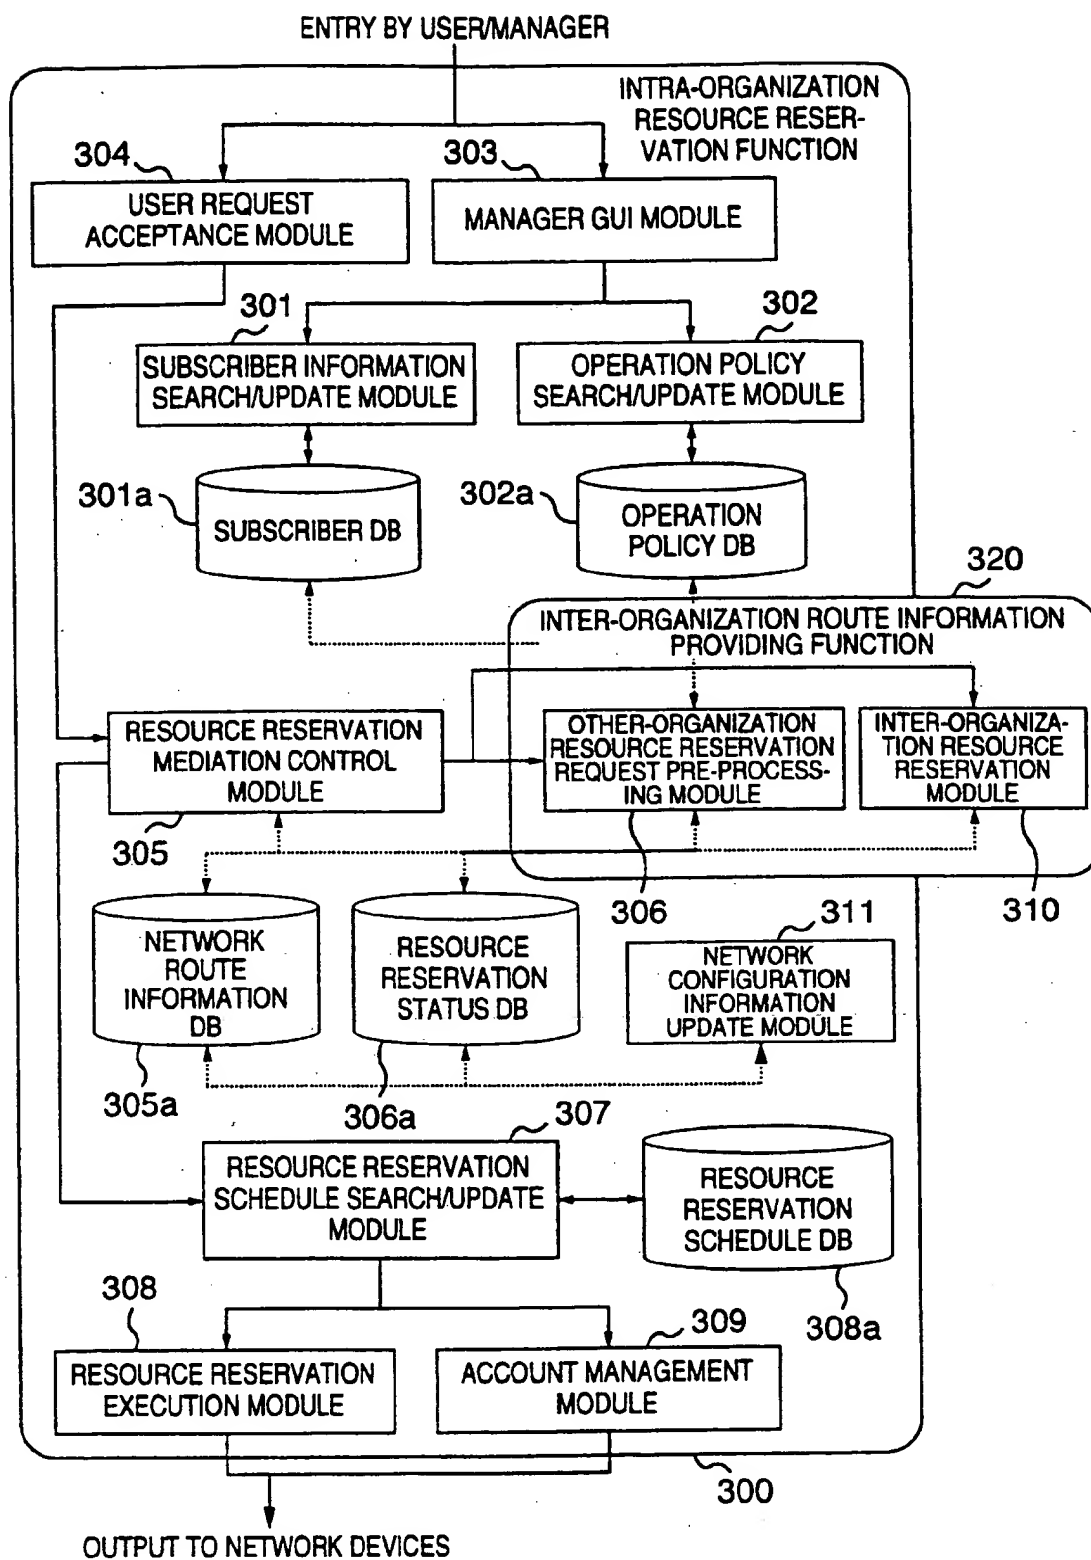 ENTRY BY USER/MANAGER
INTRA-ORGANIZATION
RESOURCE RESER-
VATION FUNCTION
304
303
USER REQUEST
ACCEPTANCE MODULE
MANAGER GUI MODULE
301
302
SUBSCRIBER INFORMATION
SEARCH/UPDATE MODULE
OPERATION POLICY
SEARCH/UPDATE MODULE
301a
302a
SUBSCRIBER DB
OPERATION
POLICY DB
320
INTER-ORGANIZATION ROUTE INFORMATION
PROVIDING FUNCTION
RESOURCE RESERVATION
MEDIATION CONTROL
MODULE
OTHER-ORGANIZATION
RESOURCE RESERVATION
REQUEST PRE-PROCESS-
ING MODULE
INTER-ORGANIZA-
TION RESOURCE
RESERVATION
MODULE
305
306
310
311
NETWORK
ROUTE
INFORMATION
DB
RESOURCE
RESERVATION
STATUS DB
NETWORK
CONFIGURATION
INFORMATION
UPDATE MODULE
305a
306a
307
RESOURCE RESERVATION
SCHEDULE SEARCH/UPDATE
MODULE
RESOURCE
RESERVATION
SCHEDULE DB
308
309
308a
RESOURCE RESERVATION
EXECUTION MODULE
ACCOUNT MANAGEMENT
MODULE
300
OUTPUT TO NETWORK DEVICES